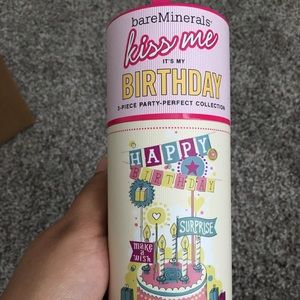 bareMinerals
kiss me
IT'S MY
BIRTHDAY
3-PIECE PARTY-PERFECT COLLECTION
HAPPY
BIRTHDAY
SURPRISE
make a wish